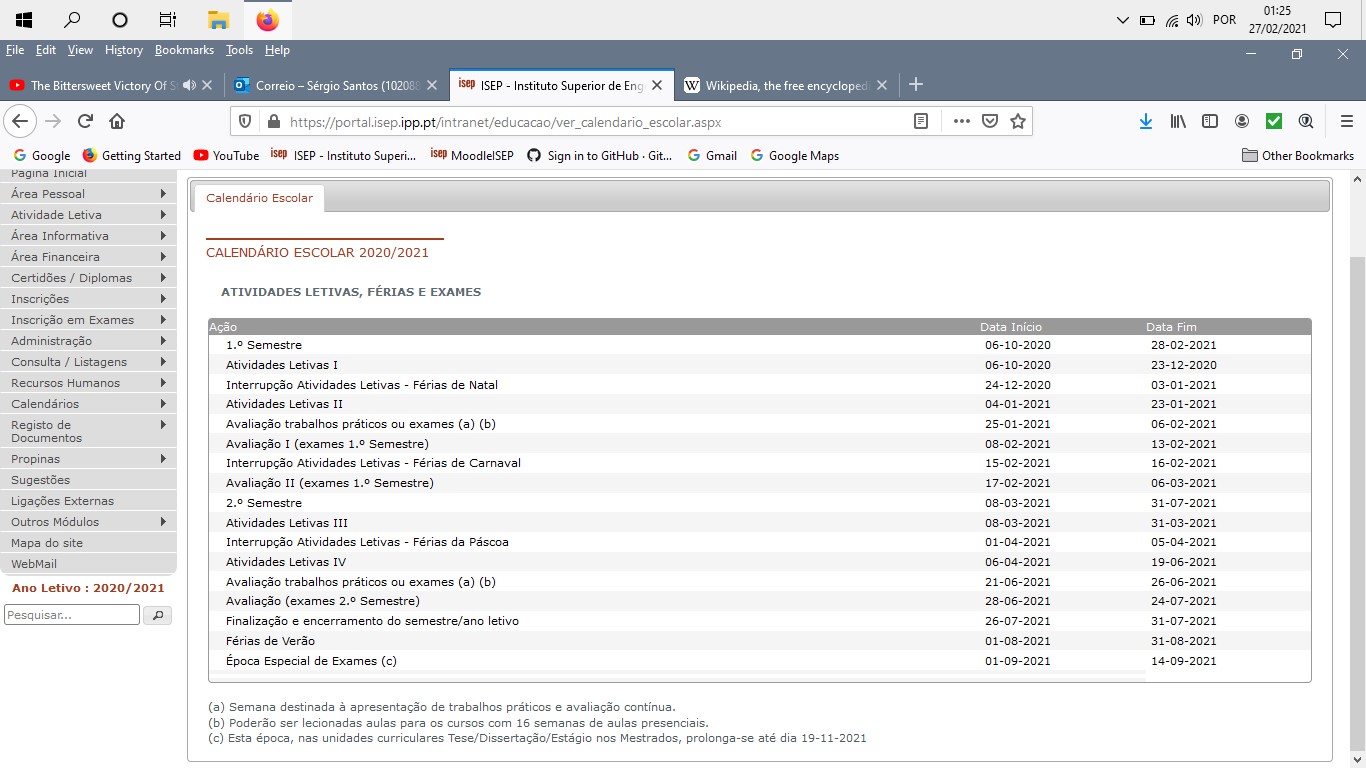 POR
01:25
27/02/2021
File Edit View History Bookmarks Tools Help
The Bittersweet Victory Of S
Correio – Sérgio Santos (102088
isep ISEP - Instituto Superior de Eng
W Wikipedia, the free encycloped
https://portal.isep.ipp.pt/intranet/educacao/ver_calendario_escolar.aspx
Google Getting Started YouTube isep ISEP - Instituto Superi... isep MoodleISEP Sign in to GitHub · Git... Gmail Google Maps Other Bookmarks
Página Inicial
Área Pessoal
Atividade Letiva
Área Informativa
Área Financeira
Certidões / Diplomas
Inscrições
Inscrição em Exames
Administração
Consulta / Listagens
Recursos Humanos
Calendários
Registo de
Documentos
Propinas
Sugestões
Ligações Externas
Outros Módulos
Mapa do site
WebMail
Ano Letivo : 2020/2021
Pesquisar...
Calendário Escolar
CALENDÁRIO ESCOLAR 2020/2021
ATIVIDADES LETIVAS, FÉRIAS E EXAMES
Ação Data Início Data Fim
1.º Semestre 06-10-2020 28-02-2021
Atividades Letivas I 06-10-2020 23-12-2020
Interrupção Atividades Letivas - Férias de Natal 24-12-2020 03-01-2021
Atividades Letivas II 04-01-2021 23-01-2021
Avaliação trabalhos práticos ou exames (a) (b) 25-01-2021 06-02-2021
Avaliação I (exames 1.º Semestre) 08-02-2021 13-02-2021
Interrupção Atividades Letivas - Férias de Carnaval 15-02-2021 16-02-2021
Avaliação II (exames 1.º Semestre) 17-02-2021 06-03-2021
2.º Semestre 08-03-2021 31-07-2021
Atividades Letivas III 08-03-2021 31-03-2021
Interrupção Atividades Letivas - Férias da Páscoa 01-04-2021 05-04-2021
Atividades Letivas IV 06-04-2021 19-06-2021
Avaliação trabalhos práticos ou exames (a) (b) 21-06-2021 26-06-2021
Avaliação (exames 2.º Semestre) 28-06-2021 24-07-2021
Finalização e encerramento do semestre/ano letivo 26-07-2021 31-07-2021
Férias de Verão 01-08-2021 31-08-2021
Época Especial de Exames (c) 01-09-2021 14-09-2021
(a) Semana destinada à apresentação de trabalhos práticos e avaliação contínua.
(b) Poderão ser lecionadas aulas para os cursos com 16 semanas de aulas presenciais.
(c) Esta época, nas unidades curriculares Tese/Dissertação/Estágio nos Mestrados, prolonga-se até dia 19-11-2021